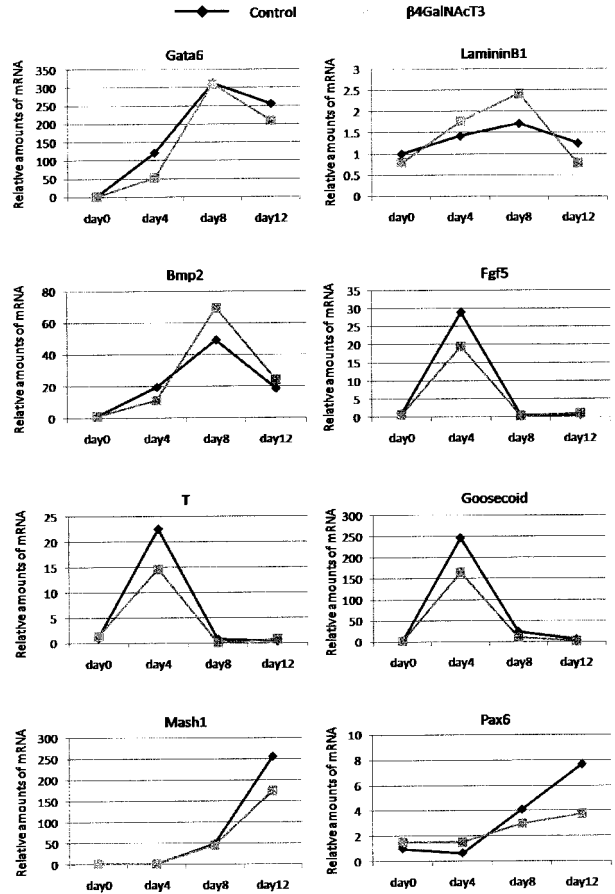 Control β4GalNAcT3
Gata6
Relative amounts of mRNA
350
300
250
200
150
100
50
0
day0 day4 day8 day12
LamininB1
Relative amounts of mRNA
3
2.5
2
1.5
1
0.5
0
day0 day4 day8 day12
Bmp2
Relative amounts of mRNA
80
60
40
20
0
day0 day4 day8 day12
Fgf5
Relative amounts of mRNA
35
30
25
20
15
10
5
0
day0 day4 day8 day12
T
Relative amounts of mRNA
25
20
15
10
5
0
day0 day4 day8 day12
Goosecoid
Relative amounts of mRNA
300
250
200
150
100
50
0
day0 day4 day8 day12
Mash1
Relative amounts of mRNA
300
250
200
150
100
50
0
day0 day4 day8 day12
Pax6
Relative amounts of mRNA
10
8
6
4
2
0
day0 day4 day8 day12